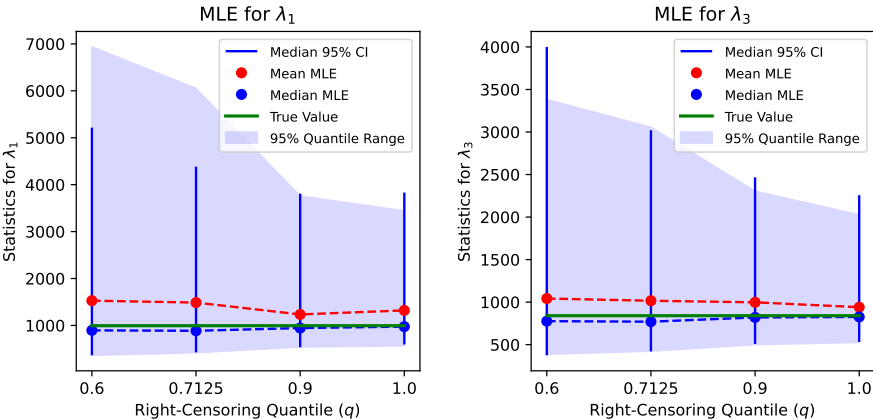 MLE for λ1
7000
6000
5000
4000
3000
2000
1000
Statistics for λ1
Median 95% CI
Mean MLE
Median MLE
True Value
95% Quantile Range
0.6 0.7125 0.9 1.0
Right-Censoring Quantile (q)
MLE for λ3
4000
3500
3000
2500
2000
1500
1000
500
Statistics for λ3
Median 95% CI
Mean MLE
Median MLE
True Value
95% Quantile Range
0.6 0.7125 0.9 1.0
Right-Censoring Quantile (q)